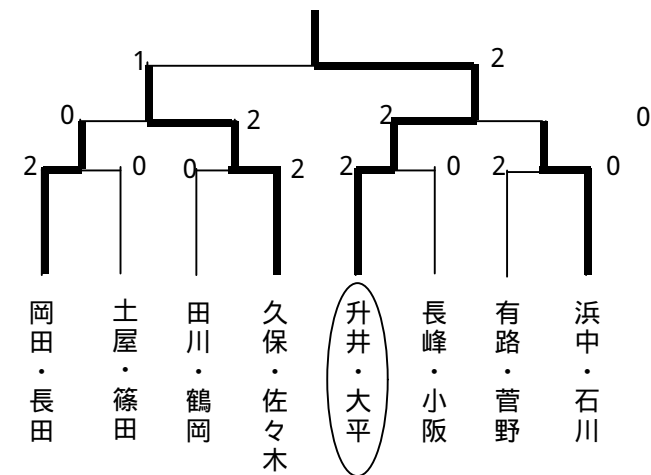 1 2
0 2 2 0
2 0 0 2 2 0 2 0
岡田・長田
土屋・篠田
田川・鶴岡
久保・佐々木
升井・大平
長峰・小阪
有路・菅野
浜中・石川